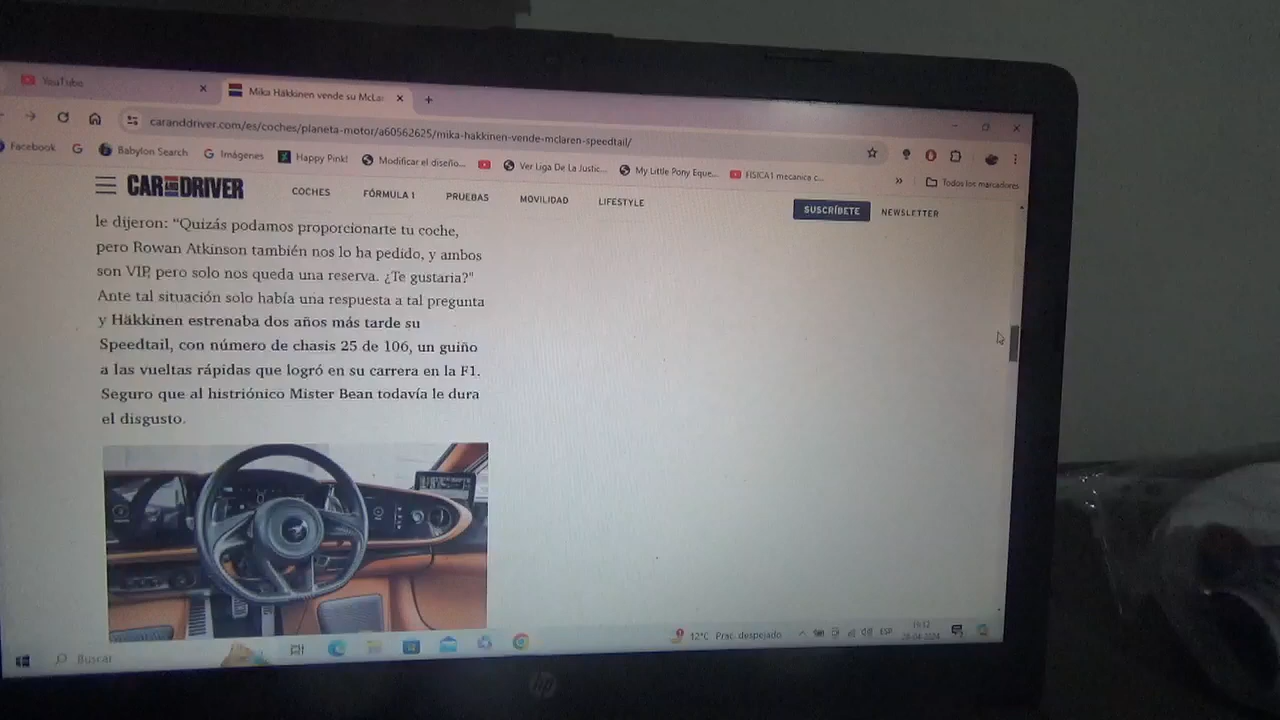 YouTube
Mika Häkkinen vende su McLa
caranddriver.com/es/coches/planeta-motor/a60562625/mika-hakkinen-vende-mclaren-speedtail/
Facebook
Babylon Search
Imágenes
Happy Pink!
Modificar el diseño...
Ver Liga De La Justic...
My Little Pony Eque...
FISICA1 mecanica c...
Todos los marcadores
CAR AND DRIVER
COCHES
FÓRMULA 1
PRUEBAS
MOVILIDAD
LIFESTYLE
SUSCRÍBETE
NEWSLETTER
le dijeron: “Quizás podamos proporcionarte tu coche,
pero Rowan Atkinson también nos lo ha pedido, y ambos
son VIP, pero solo nos queda una reserva. ¿Te gustaria?"
Ante tal situación solo había una respuesta a tal pregunta
y Häkkinen estrenaba dos años más tarde su
Speedtail, con número de chasis 25 de 106, un guiño
a las vueltas rápidas que logró en su carrera en la F1.
Seguro que al histriónico Mister Bean todavía le dura
el disgusto.
Buscar
12°C Prac. despejado
ESP
hp